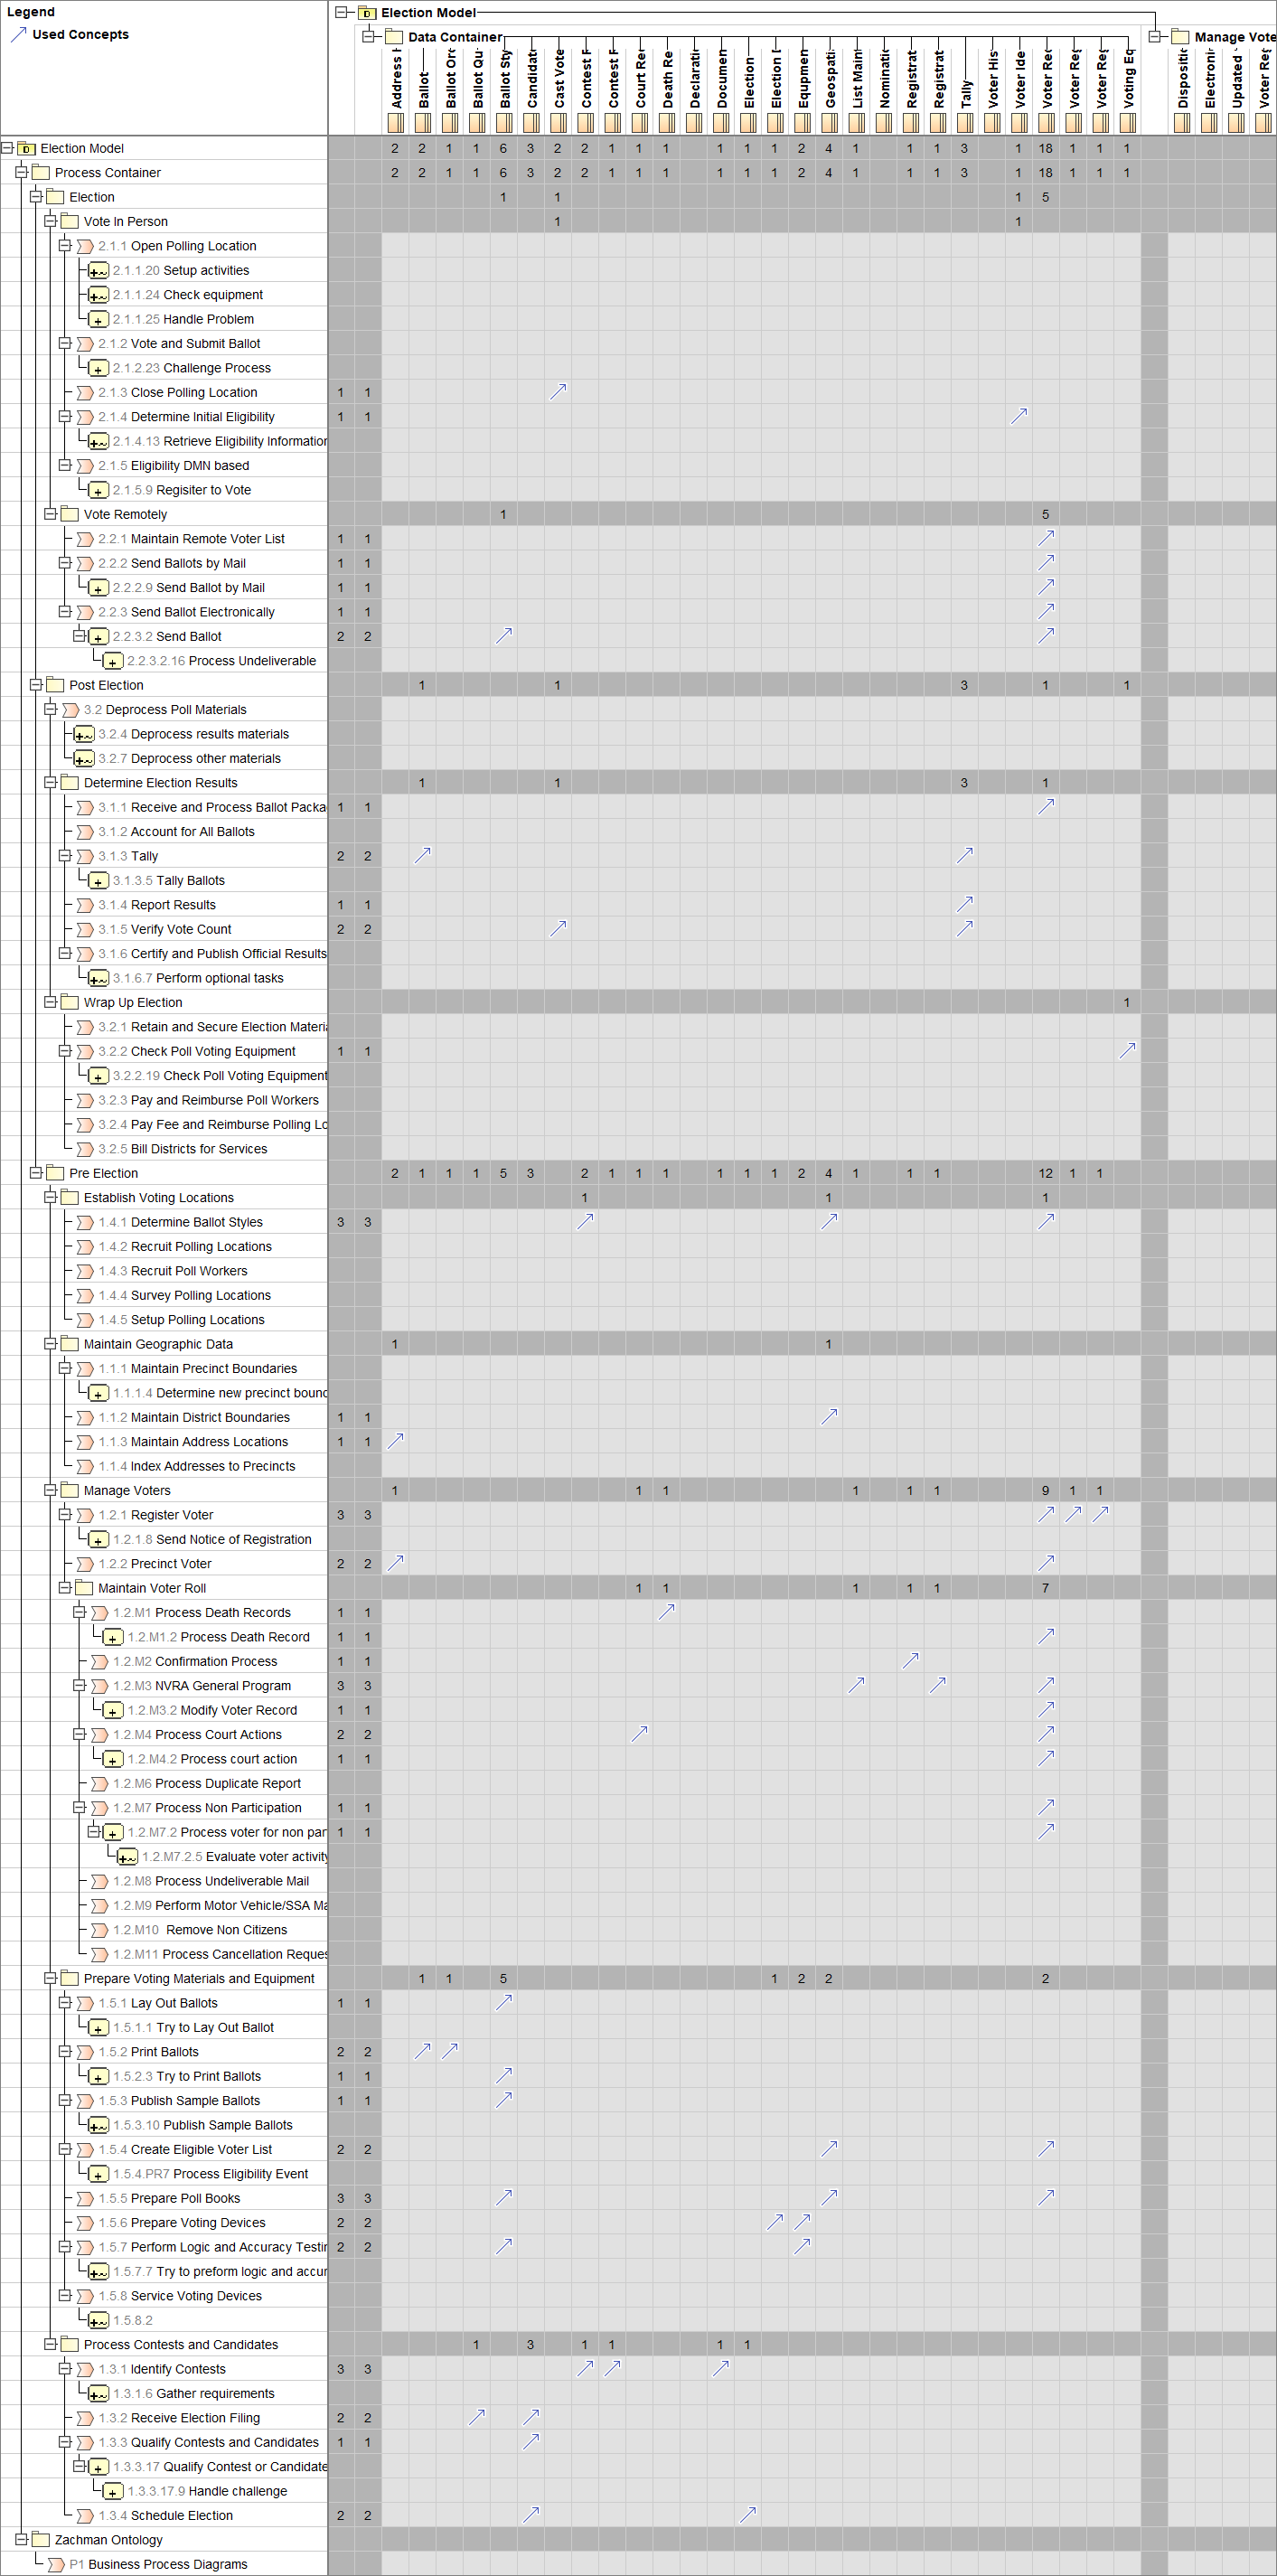 Legend
Used Concepts
Election Model
Data Container
Manage Vote
Address
Ballot
Ballot Or
Ballot Qu
Ballot Sty
Candidat
Cast Vote
Contest F
Contest F
Court Re
Death Re
Declarati
Documen
Election
Election I
Equpmen
Geospati
List Maint
Nominati
Registrat
Registrat
Tally
Voter His
Voter Ide
Voter Rec
Voter Reg
Voter Reg
Voting Eq
Dispositic
Electronic
Updated
Voter Reg
Election Model 2 2 1 1 6 3 2 2 1 1 1 1 1 1 2 4 1 1 1 3 1 18 1 1 1
Process Container 2 2 1 1 6 3 2 2 1 1 1 1 1 1 2 4 1 1 1 3 1 18 1 1 1
Election 1 1 1 5
Vote In Person 1 1
2.1.1 Open Polling Location
2.1.1.20 Setup activities
2.1.1.24 Check equipment
2.1.1.25 Handle Problem
2.1.2 Vote and Submit Ballot
2.1.2.23 Challenge Process
2.1.3 Close Polling Location 1 1
2.1.4 Determine Initial Eligibility 1 1
2.1.4.13 Retrieve Eligibility Information
2.1.5 Eligibility DMN based
2.1.5.9 Regisiter to Vote
Vote Remotely 1 5
2.2.1 Maintain Remote Voter List 1 1
2.2.2 Send Ballots by Mail 1 1
2.2.2.9 Send Ballot by Mail 1 1
2.2.3 Send Ballot Electronically 1 1
2.2.3.2 Send Ballot 2 2
2.2.3.2.16 Process Undeliverable
Post Election 1 1 3 1 1
3.2 Deprocess Poll Materials
3.2.4 Deprocess results materials
3.2.7 Deprocess other materials
Determine Election Results 1 1 3 1
3.1.1 Receive and Process Ballot Packa 1 1
3.1.2 Account for All Ballots
3.1.3 Tally 2 2
3.1.3.5 Tally Ballots
3.1.4 Report Results 1 1
3.1.5 Verify Vote Count 2 2
3.1.6 Certify and Publish Official Results
3.1.6.7 Perform optional tasks
Wrap Up Election 1
3.2.1 Retain and Secure Election Materi
3.2.2 Check Poll Voting Equipment 1 1
3.2.2.19 Check Poll Voting Equipment
3.2.3 Pay and Reimburse Poll Workers
3.2.4 Pay Fee and Reimburse Polling Lo
3.2.5 Bill Districts for Services
Pre Election 2 1 1 1 5 3 2 1 1 1 1 1 1 2 4 1 1 1 12 1 1
Establish Voting Locations 1 1 1
1.4.1 Determine Ballot Styles 3 3
1.4.2 Recruit Polling Locations
1.4.3 Recruit Poll Workers
1.4.4 Survey Polling Locations
1.4.5 Setup Polling Locations
Maintain Geographic Data 1 1
1.1.1 Maintain Precinct Boundaries
1.1.1.4 Determine new precinct bounc
1.1.2 Maintain District Boundaries 1 1
1.1.3 Maintain Address Locations 1 1
1.1.4 Index Addresses to Precincts
Manage Voters 1 1 1 1 1 1 9 1 1
1.2.1 Register Voter 3 3
1.2.1.8 Send Notice of Registration
1.2.2 Precinct Voter 2 2
Maintain Voter Roll 1 1 1 1 1 7
1.2.M1 Process Death Records 1 1
1.2.M1.2 Process Death Record 1 1
1.2.M2 Confirmation Process 1 1
1.2.M3 NVRA General Program 3 3
1.2.M3.2 Modify Voter Record 1 1
1.2.M4 Process Court Actions 2 2
1.2.M4.2 Process court action 1 1
1.2.M6 Process Duplicate Report
1.2.M7 Process Non Participation 1 1
1.2.M7.2 Process voter for non par 1 1
1.2.M7.2.5 Evaluate voter activity
1.2.M8 Process Undeliverable Mail
1.2.M9 Perform Motor Vehicle/SSA Ma
1.2.M10 Remove Non Citizens
1.2.M11 Process Cancellation Reques
Prepare Voting Materials and Equipment 1 1 5 1 2 2 2
1.5.1 Lay Out Ballots 1 1
1.5.1.1 Try to Lay Out Ballot
1.5.2 Print Ballots 2 2
1.5.2.3 Try to Print Ballots 1 1
1.5.3 Publish Sample Ballots 1 1
1.5.3.10 Publish Sample Ballots
1.5.4 Create Eligible Voter List 2 2
1.5.4.PR7 Process Eligibility Event
1.5.5 Prepare Poll Books 3 3
1.5.6 Prepare Voting Devices 2 2
1.5.7 Perform Logic and Accuracy Testin 2 2
1.5.7.7 Try to preform logic and accur
1.5.8 Service Voting Devices
1.5.8.2
Process Contests and Candidates 1 3 1 1 1 1
1.3.1 Identify Contests 3 3
1.3.1.6 Gather requirements
1.3.2 Receive Election Filing 2 2
1.3.3 Qualify Contests and Candidates 1 1
1.3.3.17 Qualify Contest or Candidate
1.3.3.17.9 Handle challenge
1.3.4 Schedule Election 2 2
Zachman Ontology
P1 Business Process Diagrams